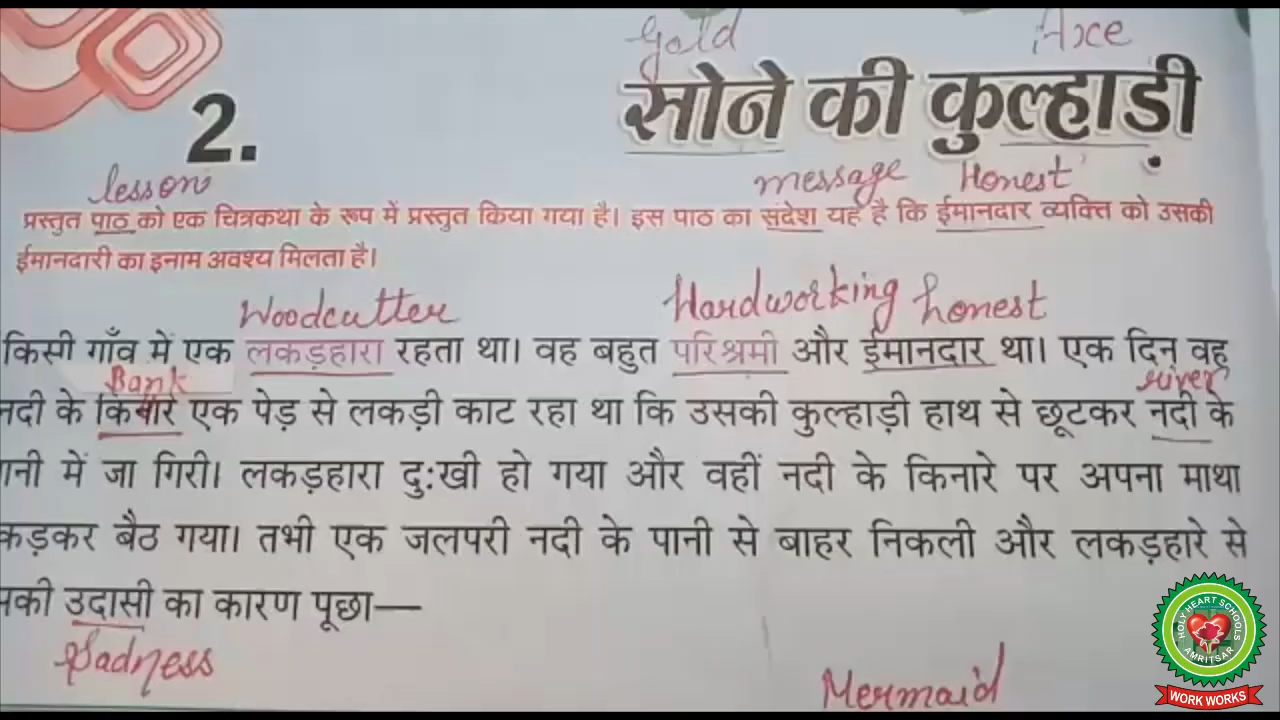 Gold Axe
2. सोने की कुल्हाड़ी
lesson message Honest
प्रस्तुत पाठ को एक चित्रकथा के रूप में प्रस्तुत किया गया है। इस पाठ का संदेश यह है कि ईमानदार व्यक्ति को उसकी
ईमानदारी का इनाम अवश्य मिलता है।
Woodcutter Hardworking honest
किसी गाँव में एक लकड़हारा रहता था। वह बहुत परिश्रमी और ईमानदार था। एक दिन वह
Bank river
नदी के किनारे एक पेड़ से लकड़ी काट रहा था कि उसकी कुल्हाड़ी हाथ से छूटकर नदी के
में जा गिरी। लकड़हारा दु:खी हो गया और वहीं नदी के किनारे पर अपना माथा
बैठ गया। तभी एक जलपरी नदी के पानी से बाहर निकली और लकड़हारे से
उदासी का कारण पूछा—
Sadness Mermaid
HOLY HEART SCHOOLS
AMRITSAR
WORK WORKS